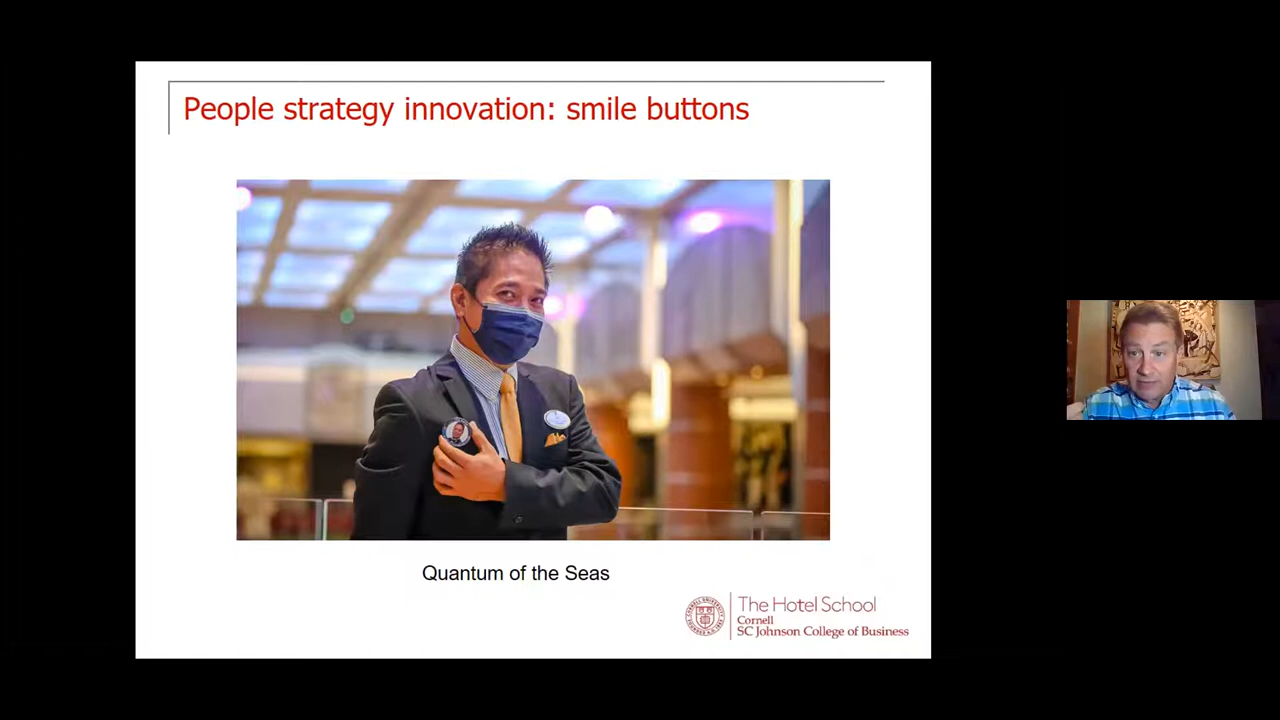 People strategy innovation: smile buttons
Quantum of the Seas
The Hotel School
Cornell
SC Johnson College of Business